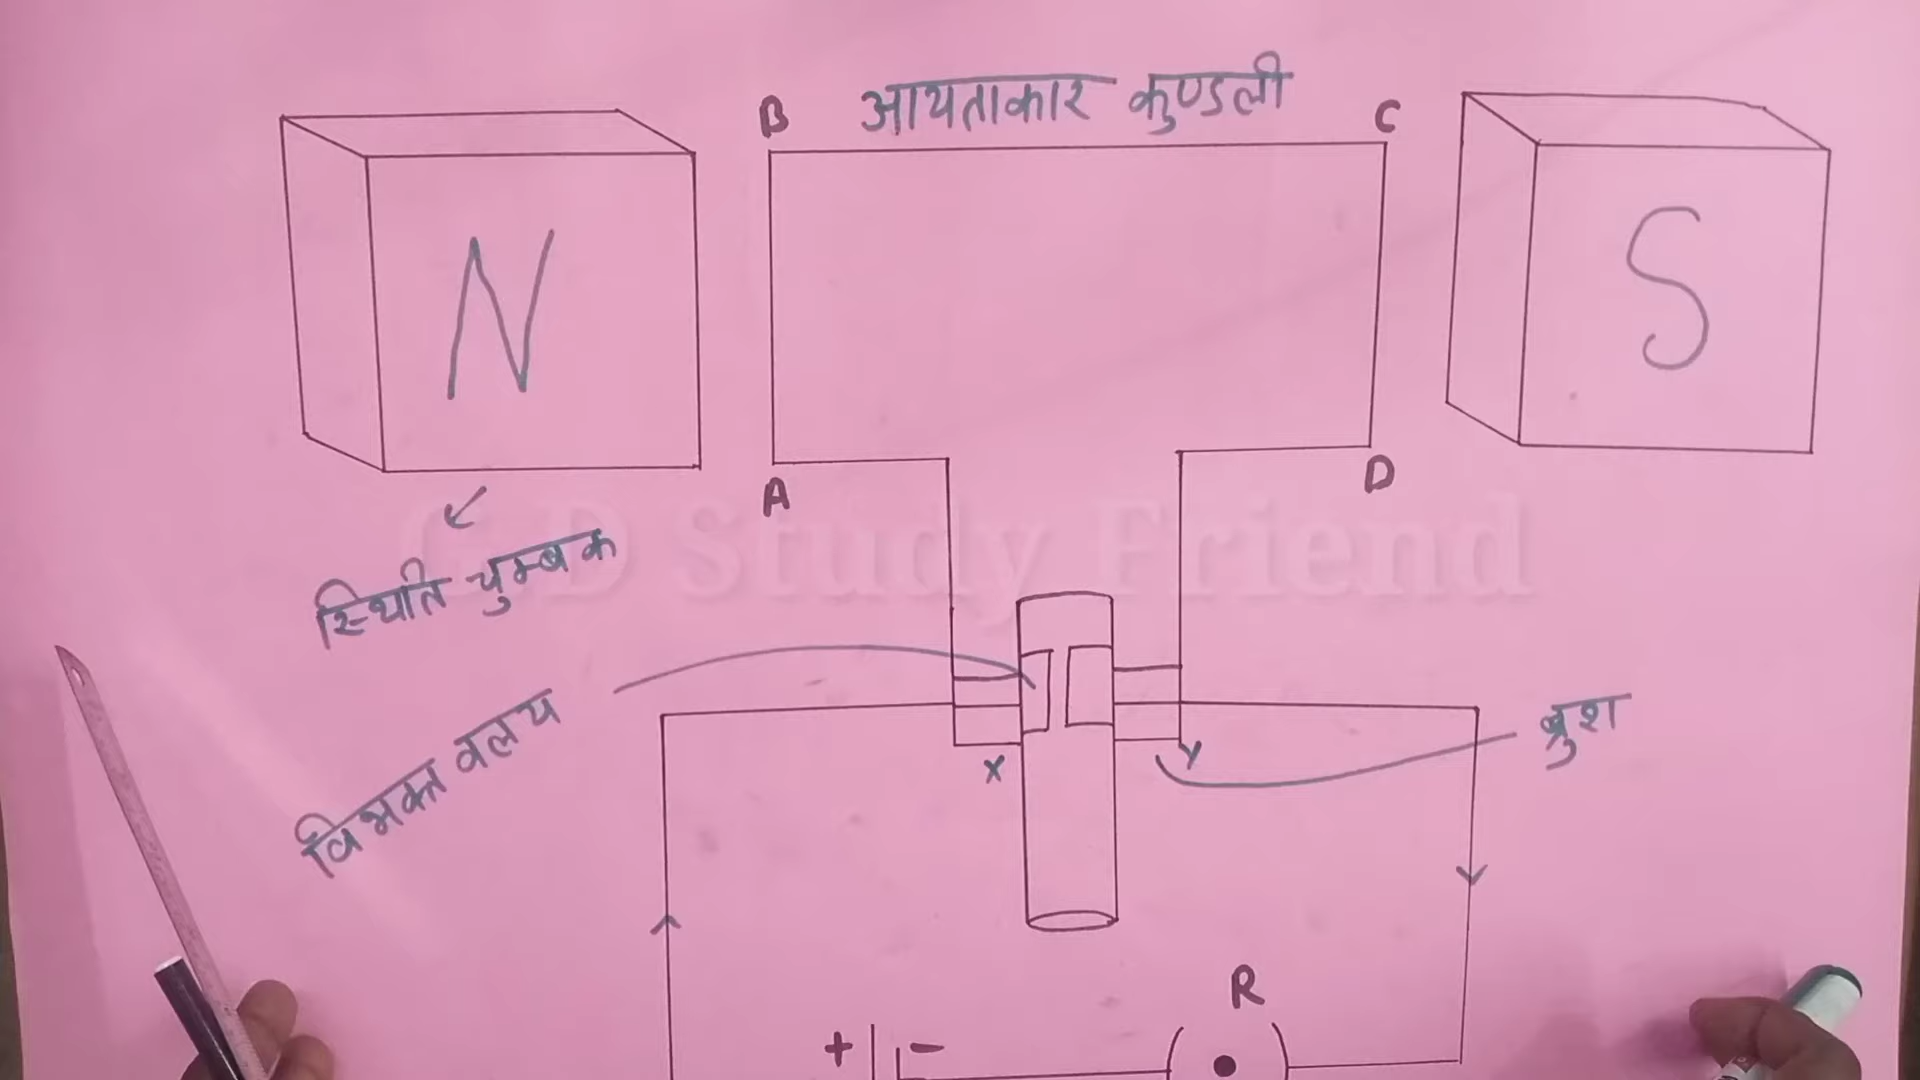 आयताकार कुण्डली
B
C
N
S
A
D
स्थिति चुम्बक
G.D Study Friend
विभक्त वलय
ब्रुश
X
Y
R
+
-